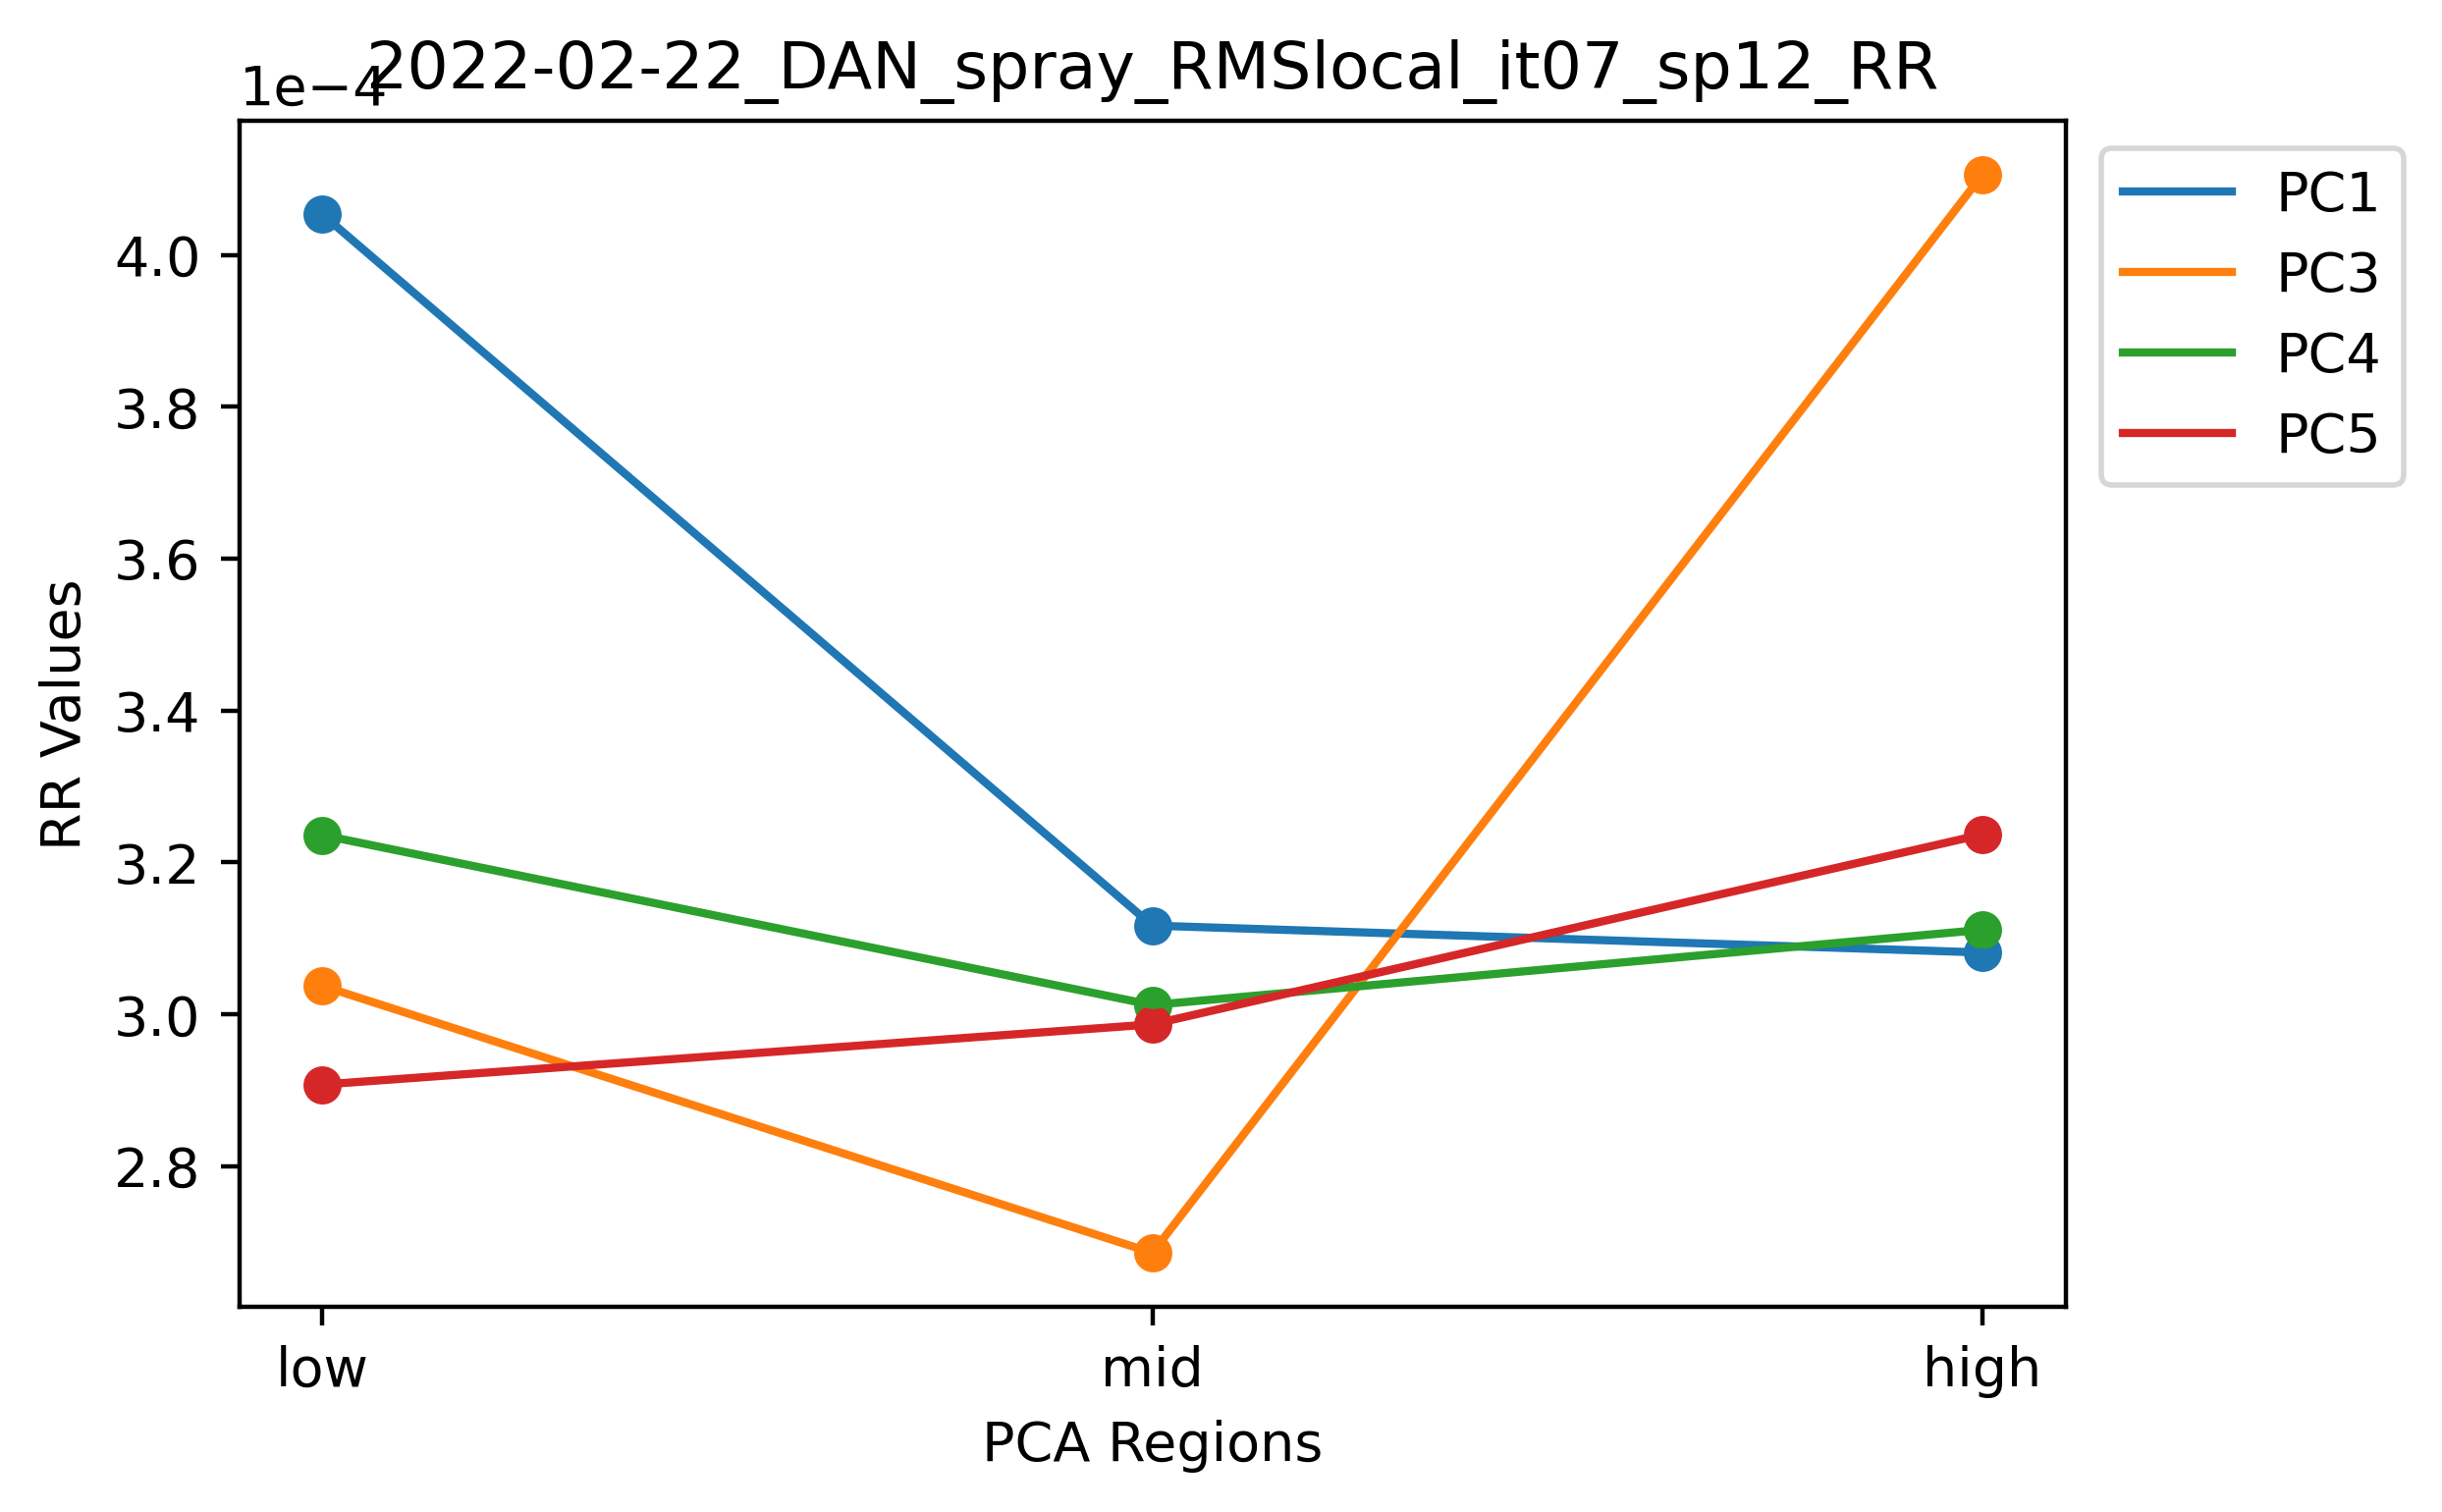 1e−4
2022-02-22_DAN_spray_RMSlocal_it07_sp12_RR
PC1
PC3
PC4
PC5
4.0
3.8
3.6
3.4
3.2
3.0
2.8
RR Values
low mid high
PCA Regions